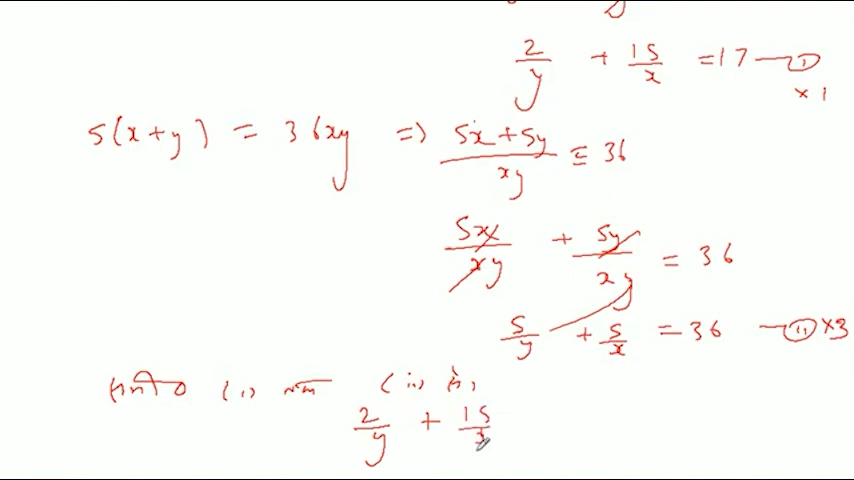 2/y + 15/x = 17 — (i)
× 1
5(x+y) = 36xy => (5x+5y)/xy = 36
5x/xy + 5y/xy = 36
5/y + 5/x = 36 — (ii) ×3
(i) (ii)
2/y + 15/x